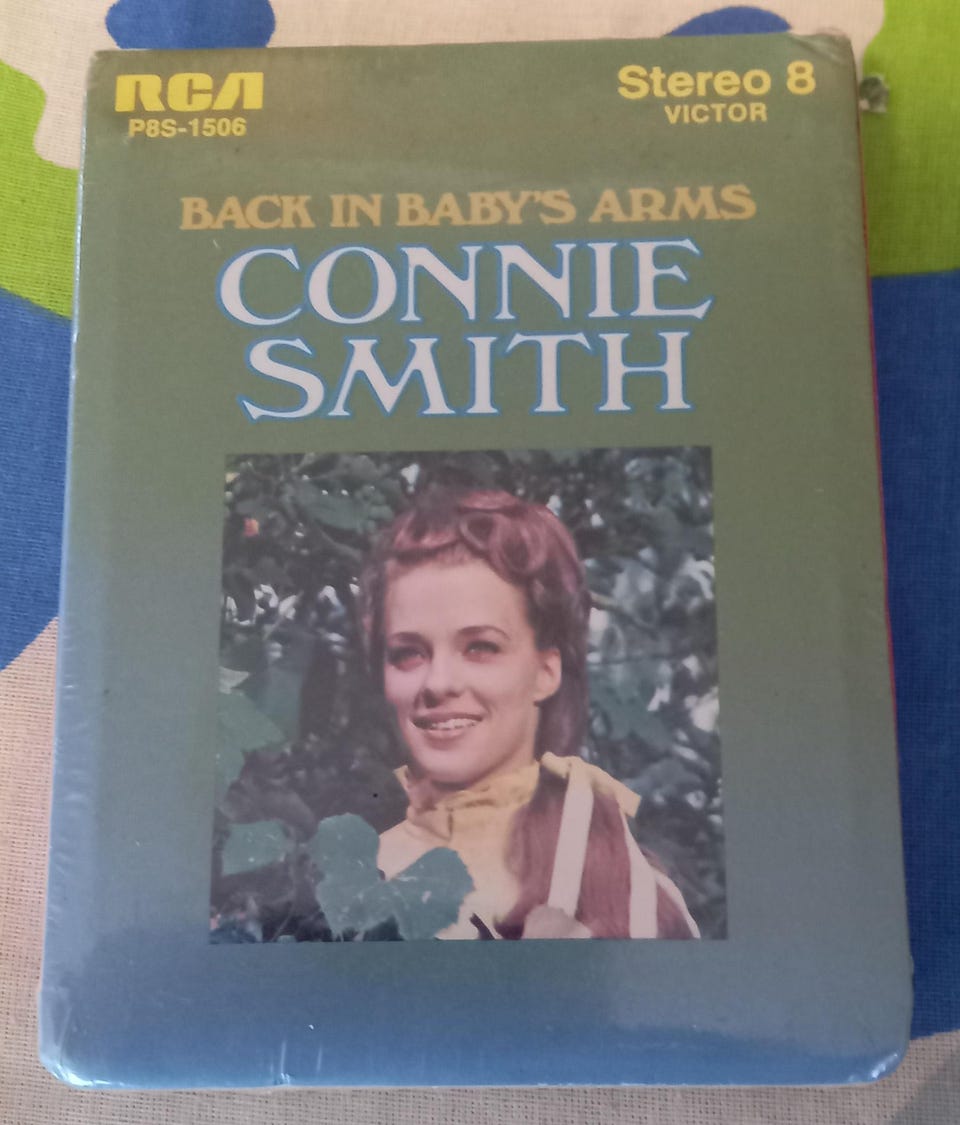 RCA
P8S-1506
Stereo 8
VICTOR
BACK IN BABY'S ARMS
CONNIE
SMITH